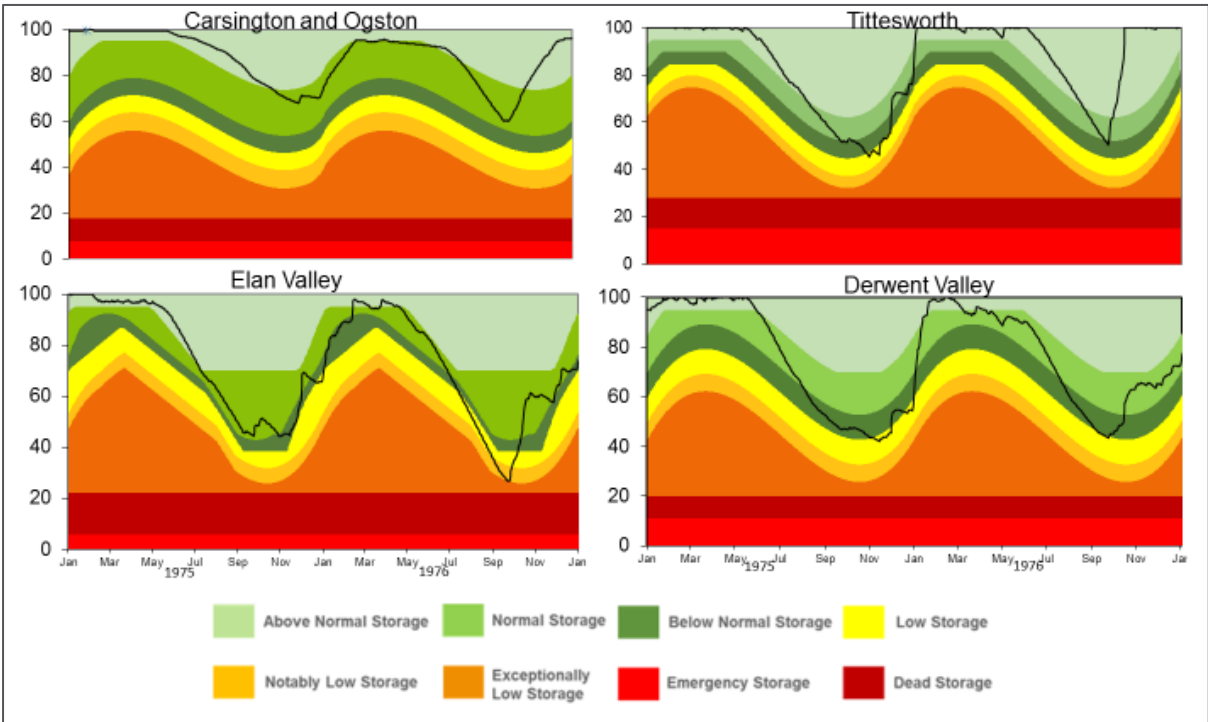 Carsington and Ogston
100
80
60
40
20
0
Tittesworth
100
80
60
40
20
0
Elan Valley
100
80
60
40
20
0
Jan Mar May Jul Sep Nov Jan Mar May Jul Sep Nov Jan
1975 1976
Derwent Valley
100
80
60
40
20
0
Jan Mar May Jul Sep Nov Jan Mar May Jul Sep Nov Jan
1975 1976
Above Normal Storage
Normal Storage
Below Normal Storage
Low Storage
Notably Low Storage
Exceptionally
Low Storage
Emergency Storage
Dead Storage